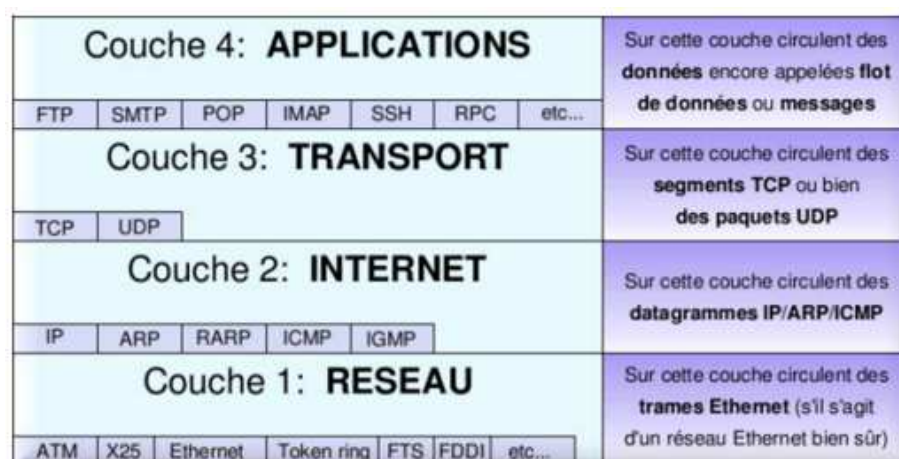 Couche 4: APPLICATIONS
FTP SMTP POP IMAP SSH RPC etc...
Sur cette couche circulent des
données encore appelées flot
de données ou messages
Couche 3: TRANSPORT
TCP UDP
Sur cette couche circulent des
segments TCP ou bien
des paquets UDP
Couche 2: INTERNET
IP ARP RARP ICMP IGMP
Sur cette couche circulent des
datagrammes IP/ARP/ICMP
Couche 1: RESEAU
ATM X25 Ethernet Token ring FTS FDDI etc...
Sur cette couche circulent des
trames Ethernet (s'il s'agit
d'un réseau Ethernet bien sûr)